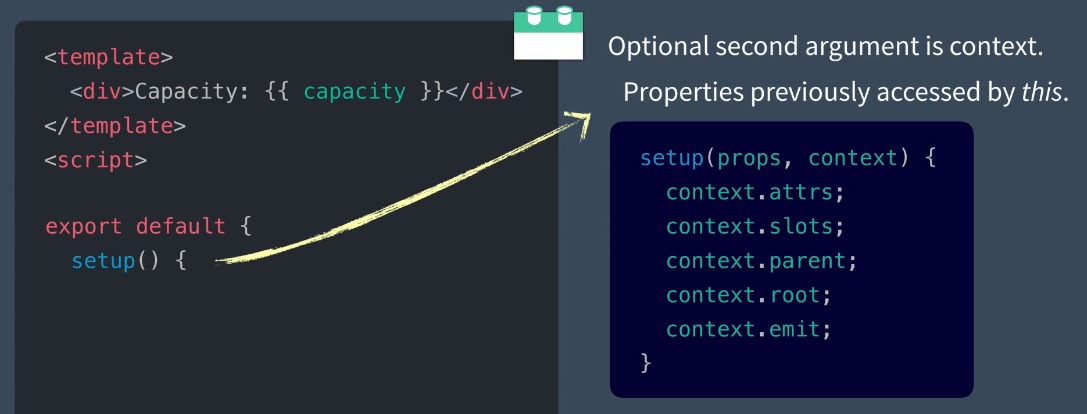 <template>
<div>Capacity: {{ capacity }}</div>
</template>
<script>
export default {
setup() {
Optional second argument is context.
Properties previously accessed by this.
setup(props, context) {
context.attrs;
context.slots;
context.parent;
context.root;
context.emit;
}